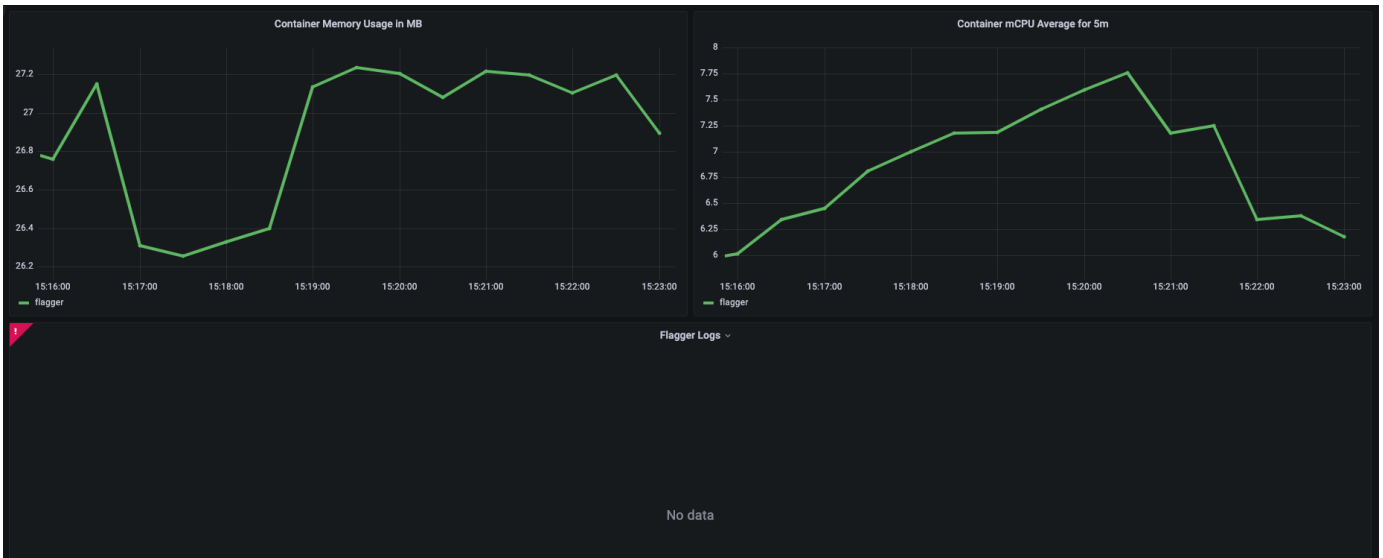 Container Memory Usage in MB
27.2
27
26.8
26.6
26.4
26.2
15:16:00 15:17:00 15:18:00 15:19:00 15:20:00 15:21:00 15:22:00 15:23:00
flagger
Container mCPU Average for 5m
8
7.75
7.5
7.25
7
6.75
6.5
6.25
6
15:16:00 15:17:00 15:18:00 15:19:00 15:20:00 15:21:00 15:22:00 15:23:00
flagger
!
Flagger Logs
No data